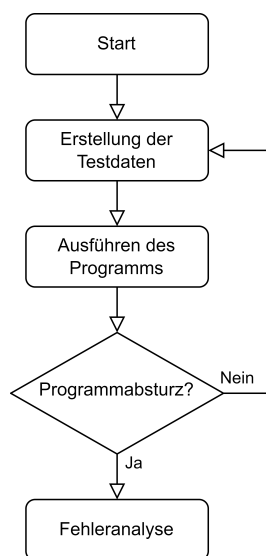 Start
Erstellung der
Testdaten
Ausführen des
Programms
Programmabsturz?
Nein
Ja
Fehleranalyse